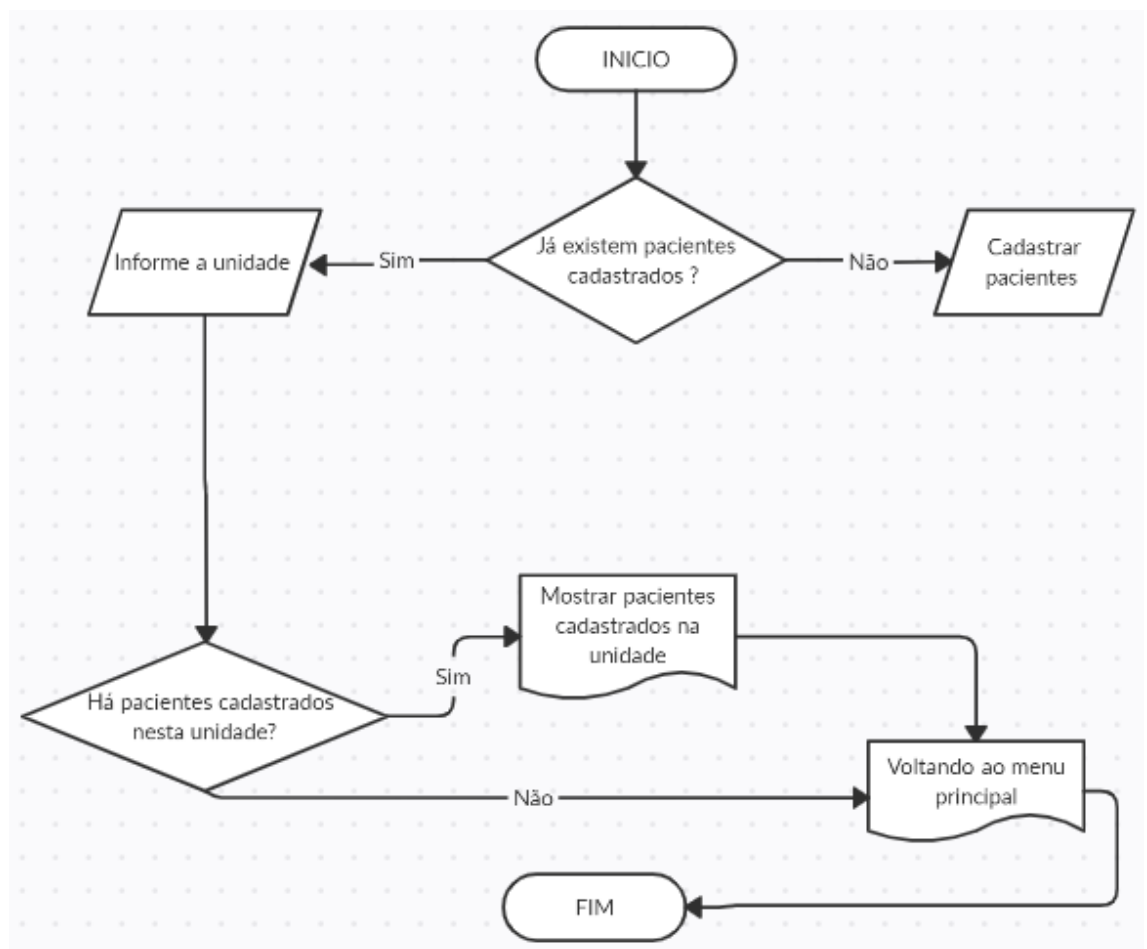 INICIO
Já existem pacientes
cadastrados ?
Sim
Não
Informe a unidade
Cadastrar
pacientes
Mostrar pacientes
cadastrados na
unidade
Sim
Há pacientes cadastrados
nesta unidade?
Não
Voltando ao menu
principal
FIM